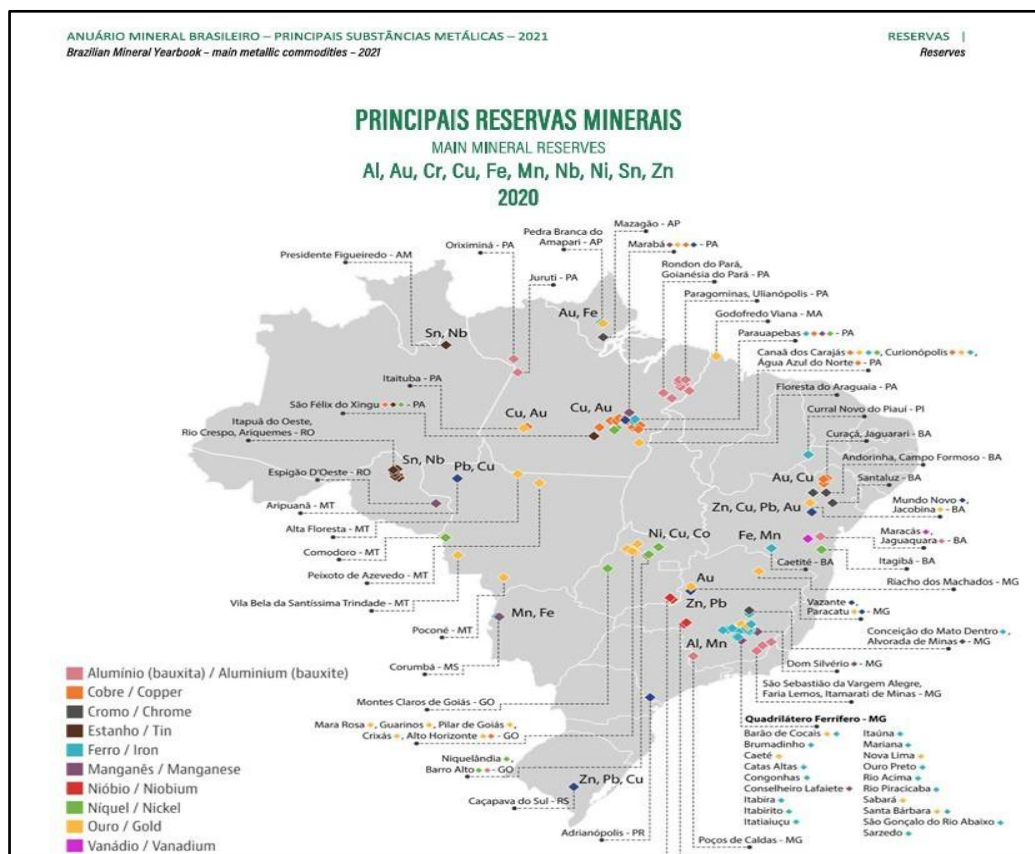 ANUÁRIO MINERAL BRASILEIRO – PRINCIPAIS SUBSTÂNCIAS METÁLICAS – 2021
Brazilian Mineral Yearbook – main metallic commodities – 2021
RESERVAS |
Reserves
PRINCIPAIS RESERVAS MINERAIS
MAIN MINERAL RESERVES
Al, Au, Cr, Cu, Fe, Mn, Nb, Ni, Sn, Zn
2020
Mazagão - AP
Pedra Branca do
Amapari - AP
Oriximiná - PA
Presidente Figueiredo - AM
Juruti - PA
Marabá - PA
Rondon do Pará,
Goianésia do Pará - PA
Paragominas, Ulianópolis - PA
Godofredo Viana - MA
Parauapebas - PA
Canaã dos Carajás, Curionópolis,
Água Azul do Norte - PA
Floresta do Araguaia - PA
Curral Novo do Piauí - PI
Curaçá, Jaguarari - BA
Andorinha, Campo Formoso - BA
Santaluz - BA
Mundo Novo,
Jacobina - BA
Maracás,
Jaguaquara - BA
Itagibá - BA
Caetité - BA
Riacho dos Machados - MG
Vazante,
Paracatu - MG
Conceição do Mato Dentro,
Alvorada de Minas - MG
Dom Silvério - MG
São Sebastião da Vargem Alegre,
Faria Lemos, Itamarati de Minas - MG
Au, Fe
Sn, Nb
Cu, Au
Cu, Au
Sn, Nb
Pb, Cu
Au, Cu
Zn, Cu, Pb, Au
Ni, Cu, Co
Fe, Mn
Au
Zn, Pb
Mn, Fe
Al, Mn
Zn, Pb, Cu
Itaituba - PA
São Félix do Xingu - PA
Itapuã do Oeste,
Rio Crespo, Ariquemes - RO
Espigão D'Oeste - RO
Aripuanã - MT
Alta Floresta - MT
Comodoro - MT
Peixoto de Azevedo - MT
Vila Bela da Santíssima Trindade - MT
Poconé - MT
Corumbá - MS
Montes Claros de Goiás - GO
Mara Rosa, Guarinos, Pilar de Goiás,
Crixás, Alto Horizonte - GO
Niquelândia,
Barro Alto - GO
Caçapava do Sul - RS
Adrianópolis - PR
Poços de Caldas - MG
Quadrilátero Ferrífero - MG
Barão de Cocais
Brumadinho
Caeté
Catas Altas
Congonhas
Conselheiro Lafaiete
Itabira
Itabirito
Itatiaiuçu
Itaúna
Mariana
Nova Lima
Ouro Preto
Rio Acima
Rio Piracicaba
Sabará
Santa Bárbara
São Gonçalo do Rio Abaixo
Sarzedo
Alumínio (bauxita) / Aluminium (bauxite)
Cobre / Copper
Cromo / Chrome
Estanho / Tin
Ferro / Iron
Manganês / Manganese
Nióbio / Niobium
Níquel / Nickel
Ouro / Gold
Vanádio / Vanadium